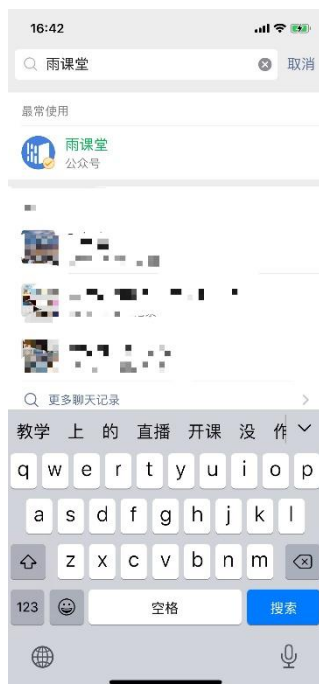 16:42
雨课堂
取消
最常使用
雨课堂
公众号
更多聊天记录
教学 上 的 直播 开课 没
q w e r t y u i o p
a s d f g h j k l
z x c v b n m
123 空格 搜索